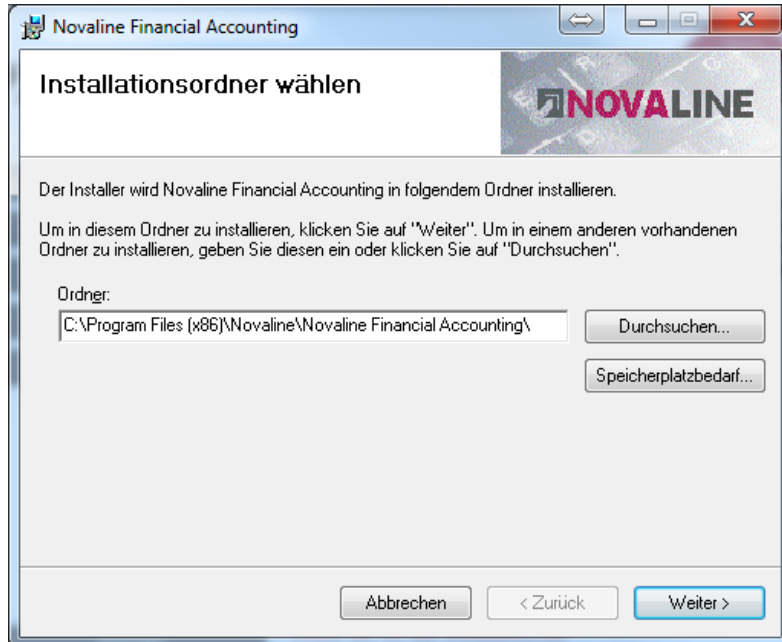 Novaline Financial Accounting
Installationsordner wählen
NOVALINE
Der Installer wird Novaline Financial Accounting in folgendem Ordner installieren.
Um in diesem Ordner zu installieren, klicken Sie auf "Weiter". Um in einem anderen vorhandenen
Ordner zu installieren, geben Sie diesen ein oder klicken Sie auf "Durchsuchen".
Ordner:
C:\Program Files (x86)\Novaline\Novaline Financial Accounting\
Durchsuchen...
Speicherplatzbedarf...
Abbrechen
< Zurück
Weiter >